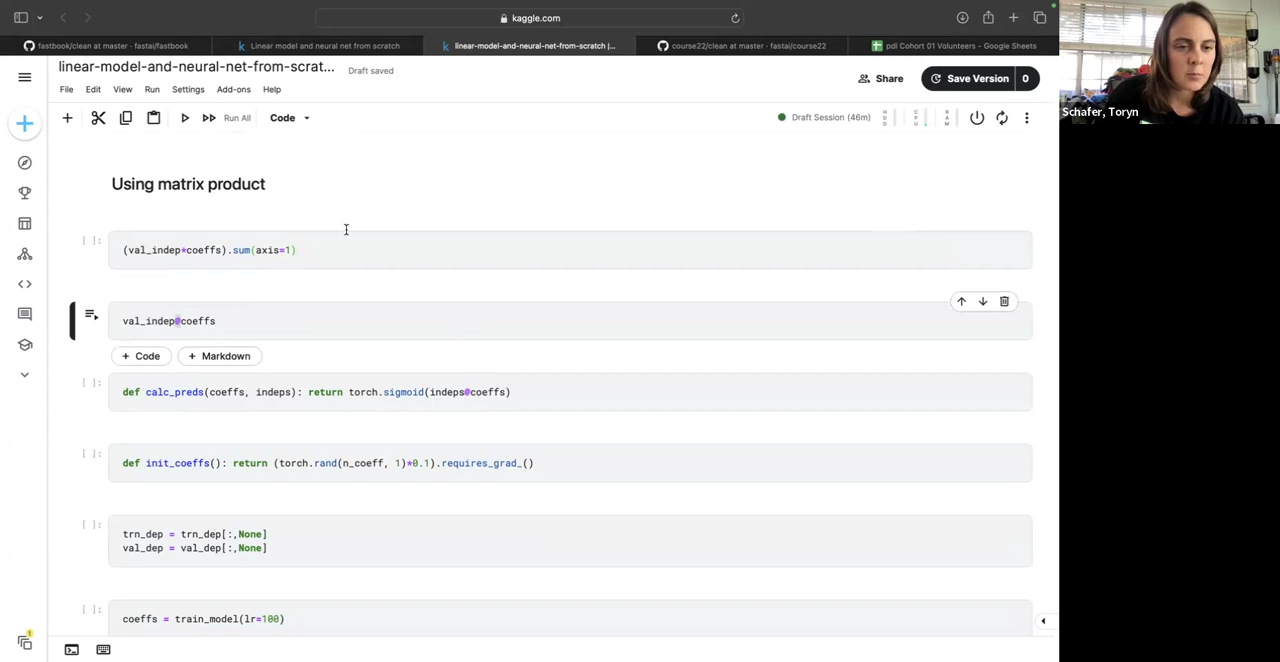 kaggle.com
fastbook/clean at master · fastai/fastbook
Linear model and neural net from scratch
linear-model-and-neural-net-from-scratch |...
course22/clean at master · fastai/course22
pdl Cohort 01 Volunteers - Google Sheets
linear-model-and-neural-net-from-scrat...
Draft saved
File Edit View Run Settings Add-ons Help
Share
Save Version 0
Run All
Code
Draft Session (46m)
HDD
CPU
RAM
Schafer, Toryn
Using matrix product
[ ]:
(val_indep*coeffs).sum(axis=1)
val_indep@coeffs
+ Code
+ Markdown
[ ]:
def calc_preds(coeffs, indeps): return torch.sigmoid(indeps@coeffs)
[ ]:
def init_coeffs(): return (torch.rand(n_coeff, 1)*0.1).requires_grad_()
[ ]:
trn_dep = trn_dep[:,None]
val_dep = val_dep[:,None]
[ ]:
coeffs = train_model(lr=100)
1